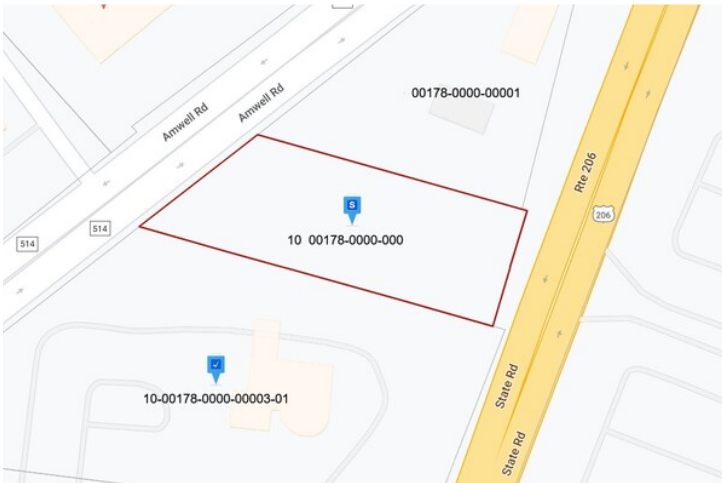 Amwell Rd
Amwell Rd
00178-0000-00001
Rte 206
206
S
10 00178-0000-000
514
514
10-00178-0000-00003-01
State Rd
State Rd